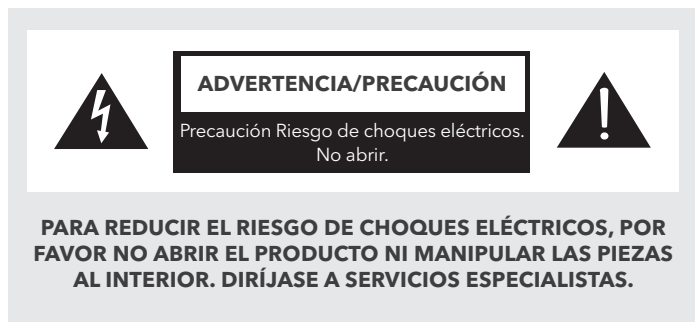 ADVERTENCIA/PRECAUCIÓN
Precaución Riesgo de choques eléctricos.
No abrir.
PARA REDUCIR EL RIESGO DE CHOQUES ELÉCTRICOS, POR
FAVOR NO ABRIR EL PRODUCTO NI MANIPULAR LAS PIEZAS
AL INTERIOR. DIRÍJASE A SERVICIOS ESPECIALISTAS.